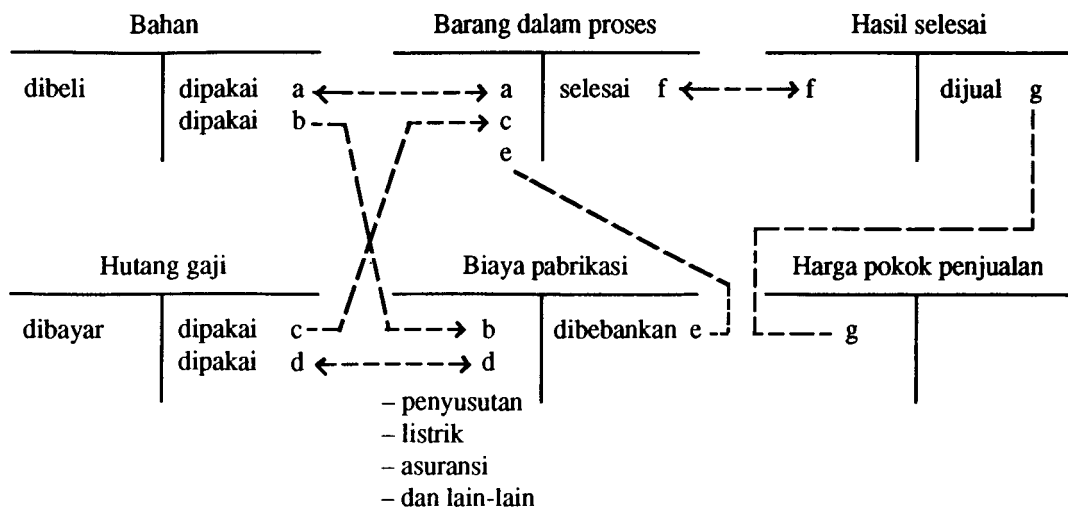 Bahan Barang dalam proses Hasil selesai
dibeli dipakai a a selesai f f dijual g
dipakai b c
e
Hutang gaji Biaya pabrikasi Harga pokok penjualan
dibayar dipakai c b dibebankan e g
dipakai d d
– penyusutan
– listrik
– asuransi
– dan lain-lain